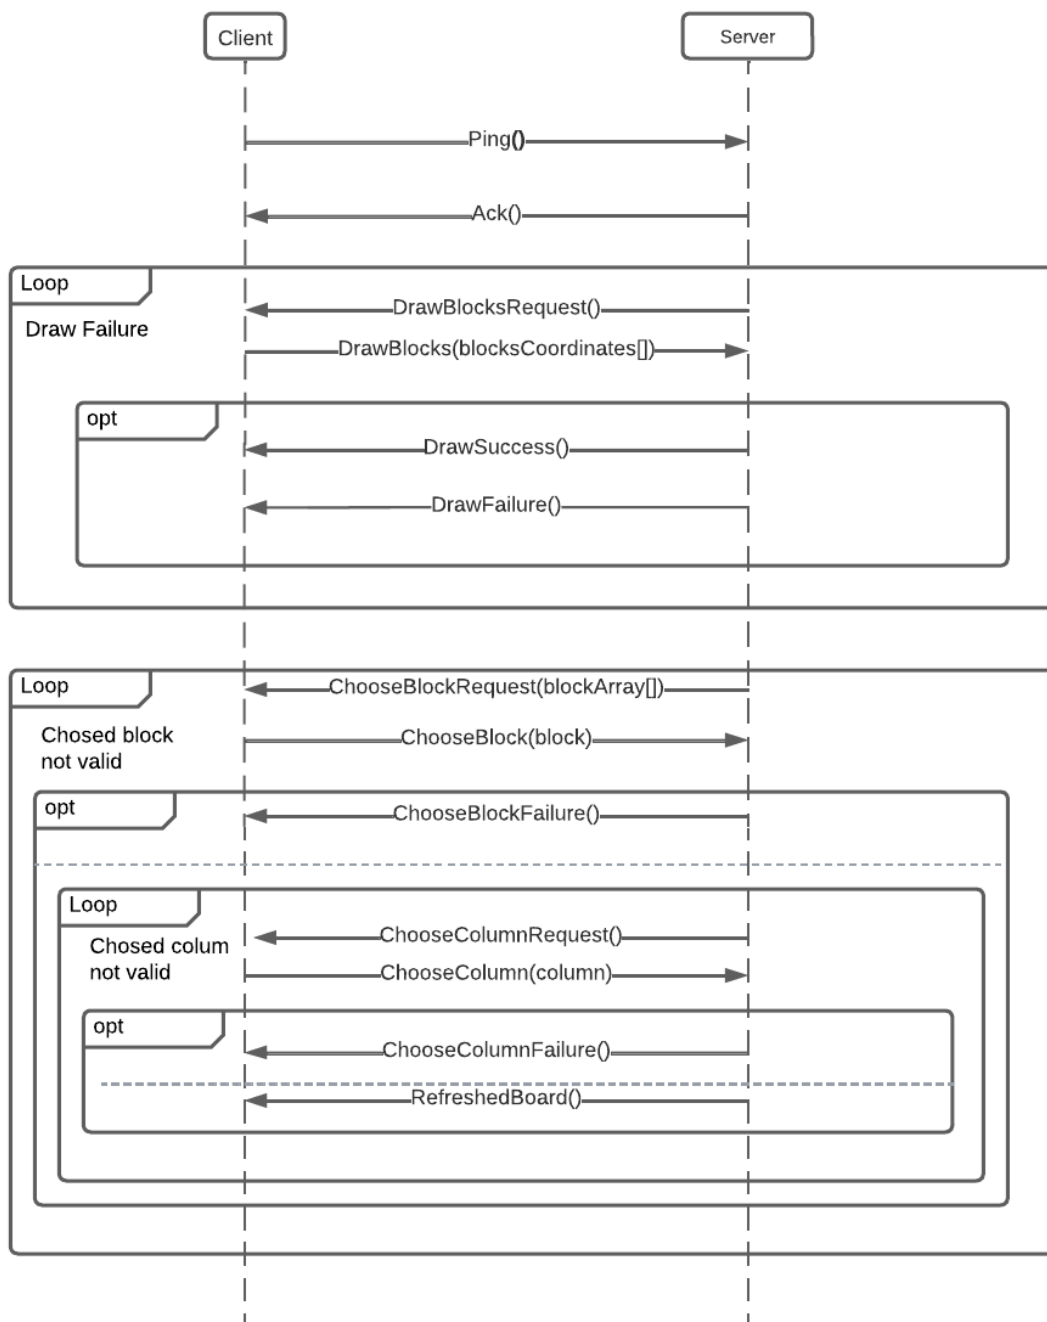 Client
Server
Ping()
Ack()
Loop
DrawBlocksRequest()
Draw Failure
DrawBlocks(blocksCoordinates[])
opt
DrawSuccess()
DrawFailure()
Loop
ChooseBlockRequest(blockArray[])
Chosed block
not valid
ChooseBlock(block)
opt
ChooseBlockFailure()
Loop
ChooseColumnRequest()
Chosed colum
not valid
ChooseColumn(column)
opt
ChooseColumnFailure()
RefreshedBoard()